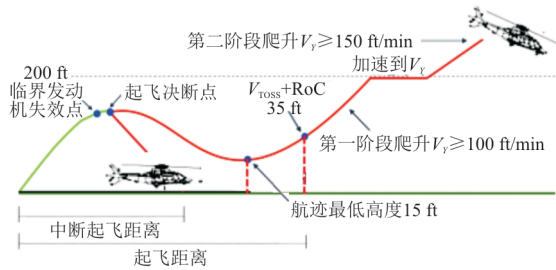 第二阶段爬升V_Y≥150 ft/min
加速到V_Y
200 ft
临界发动
机失效点
起飞决断点
V_TOSS+RoC
35 ft
第一阶段爬升V_Y≥100 ft/min
航迹最低高度15 ft
中断起飞距离
起飞距离